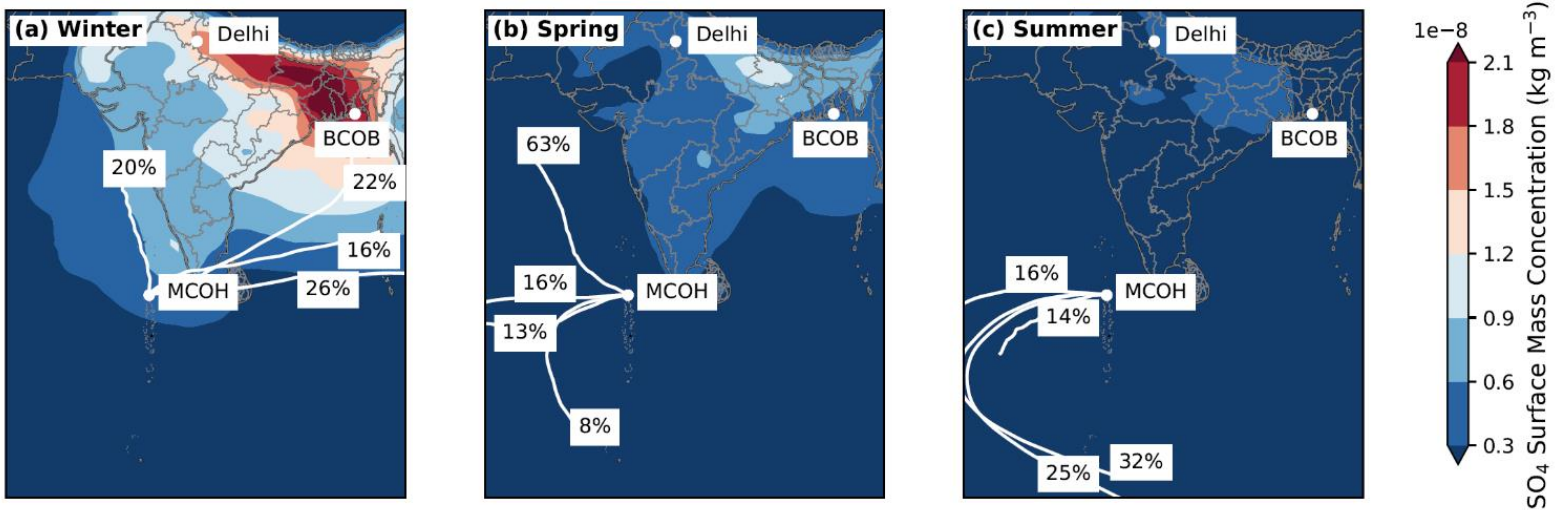 (a) Winter
Delhi
BCOB
20%
22%
16%
26%
MCOH
(b) Spring
Delhi
BCOB
63%
16%
MCOH
13%
8%
(c) Summer
Delhi
BCOB
16%
MCOH
14%
32%
25%
1e−8
2.1
1.8
1.5
1.2
0.9
0.6
0.3
SO₄ Surface Mass Concentration (kg m⁻³)